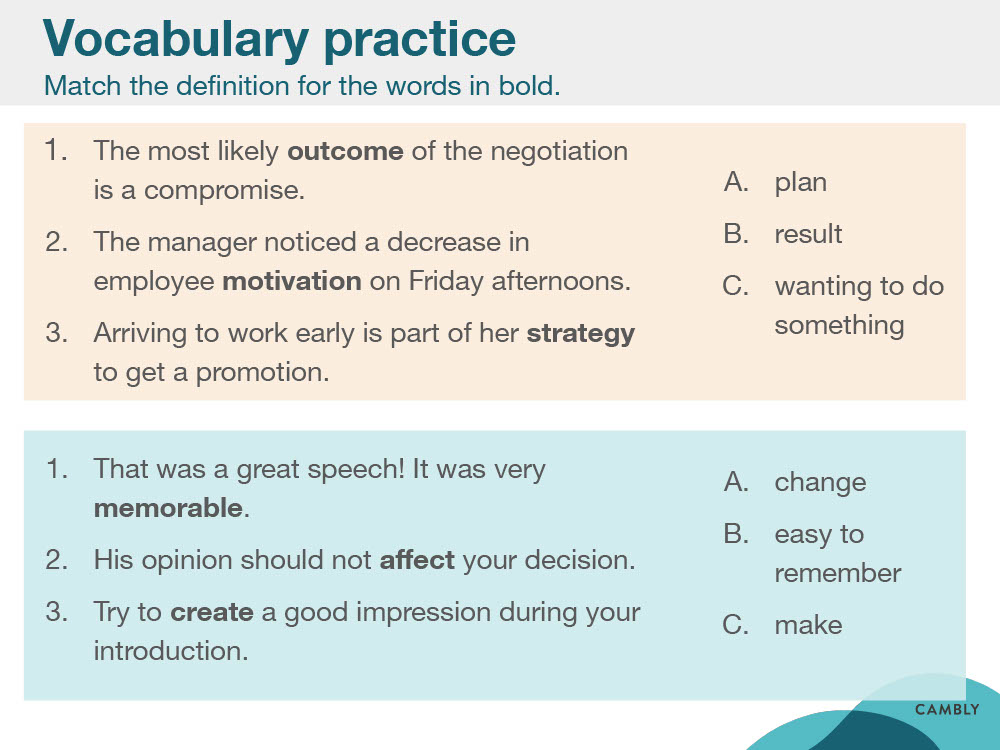 Vocabulary practice
Match the definition for the words in bold.
1. The most likely outcome of the negotiation
is a compromise.
2. The manager noticed a decrease in
employee motivation on Friday afternoons.
3. Arriving to work early is part of her strategy
to get a promotion.
A. plan
B. result
C. wanting to do
something
1. That was a great speech! It was very
memorable.
2. His opinion should not affect your decision.
3. Try to create a good impression during your
introduction.
A. change
B. easy to
remember
C. make
CAMBLY